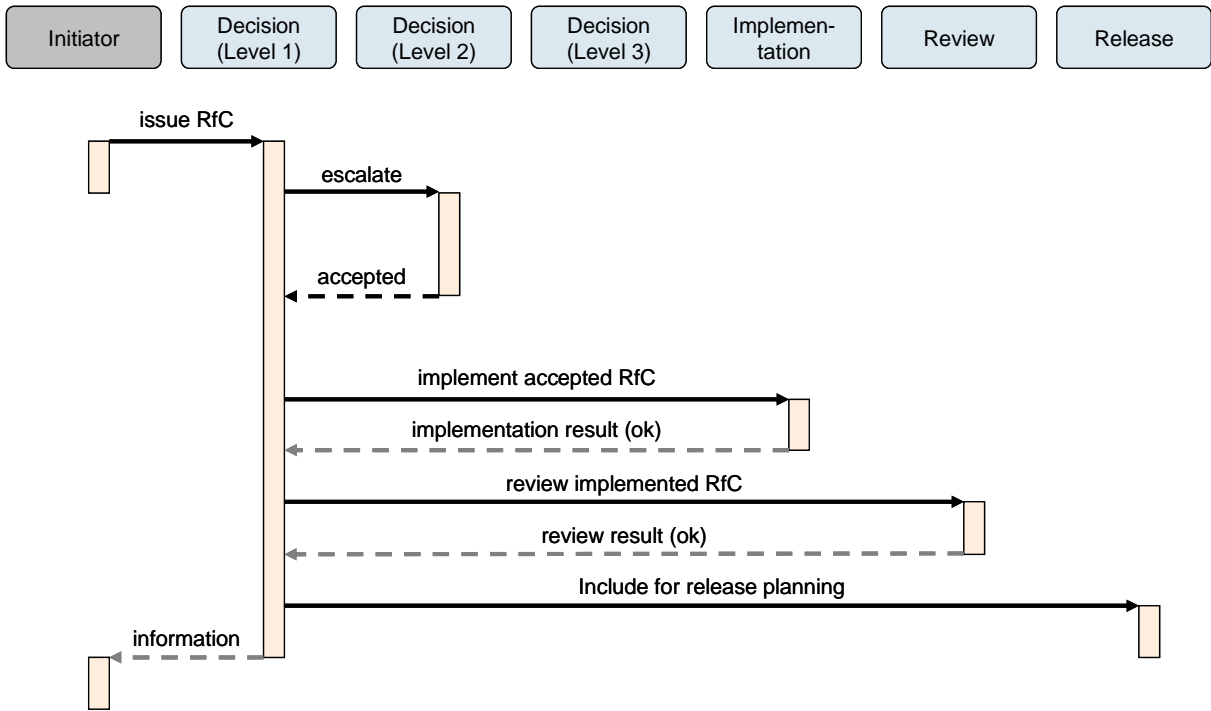 Initiator
Decision
(Level 1)
Decision
(Level 2)
Decision
(Level 3)
Implemen-
tation
Review
Release
issue RfC
escalate
accepted
implement accepted RfC
implementation result (ok)
review implemented RfC
review result (ok)
Include for release planning
information